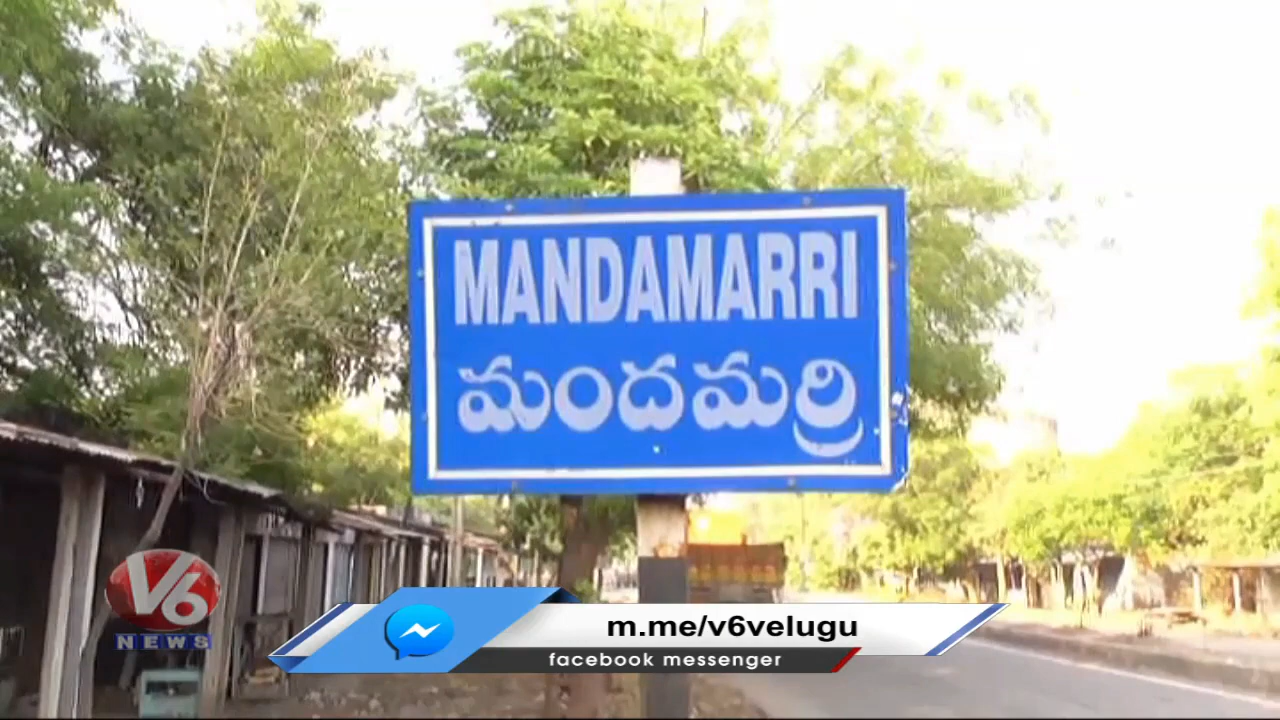 MANDAMARRI
మందమర్రి
V6
NEWS
m.me/v6velugu
facebook messenger